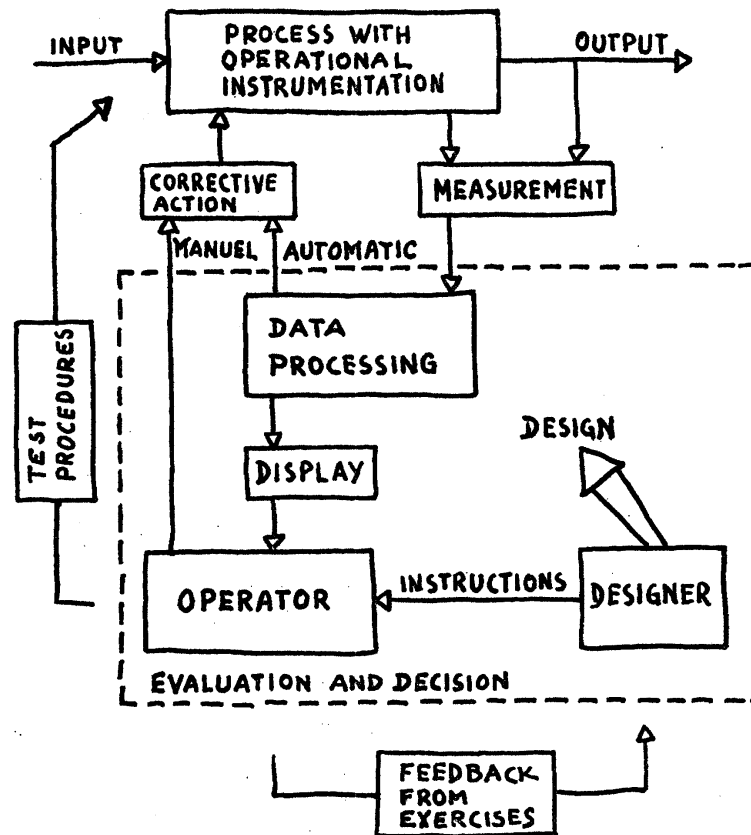 INPUT
PROCESS WITH
OPERATIONAL
INSTRUMENTATION
OUTPUT
CORRECTIVE
ACTION
MEASUREMENT
MANUEL AUTOMATIC
DATA
PROCESSING
TEST
PROCEDURES
DISPLAY
DESIGN
OPERATOR
INSTRUCTIONS
DESIGNER
EVALUATION AND DECISION
FEEDBACK
FROM
EXERCISES